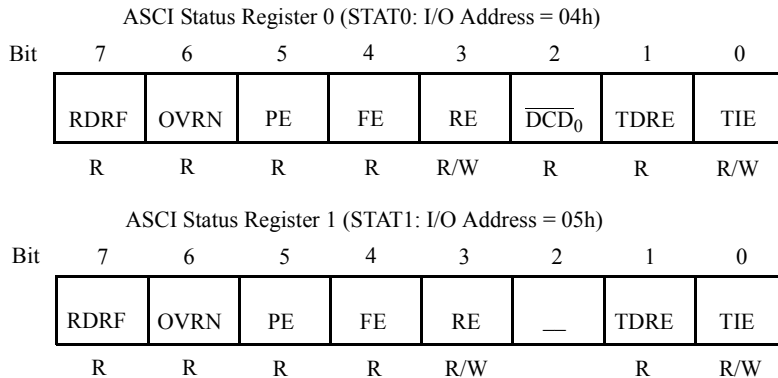 ASCI Status Register 0 (STAT0: I/O Address = 04h)
Bit 7 6 5 4 3 2 1 0
RDRF OVRN PE FE RE D̅C̅D̅₀ TDRE TIE
R R R R R/W R R R/W
ASCI Status Register 1 (STAT1: I/O Address = 05h)
Bit 7 6 5 4 3 2 1 0
RDRF OVRN PE FE RE — TDRE TIE
R R R R R/W R R/W